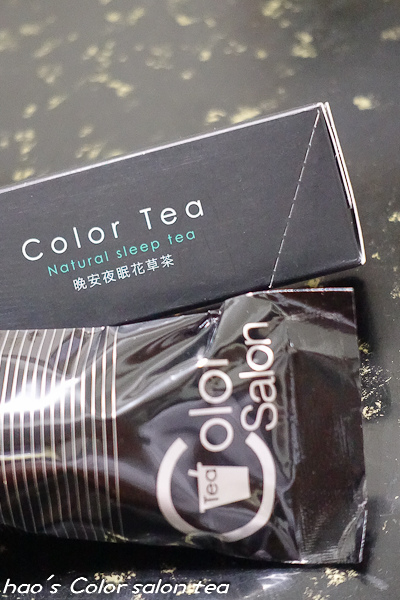 Color Tea
Natural sleep tea
晚安夜眠花草茶
Color
Salon
Tea
hao's Color salon tea